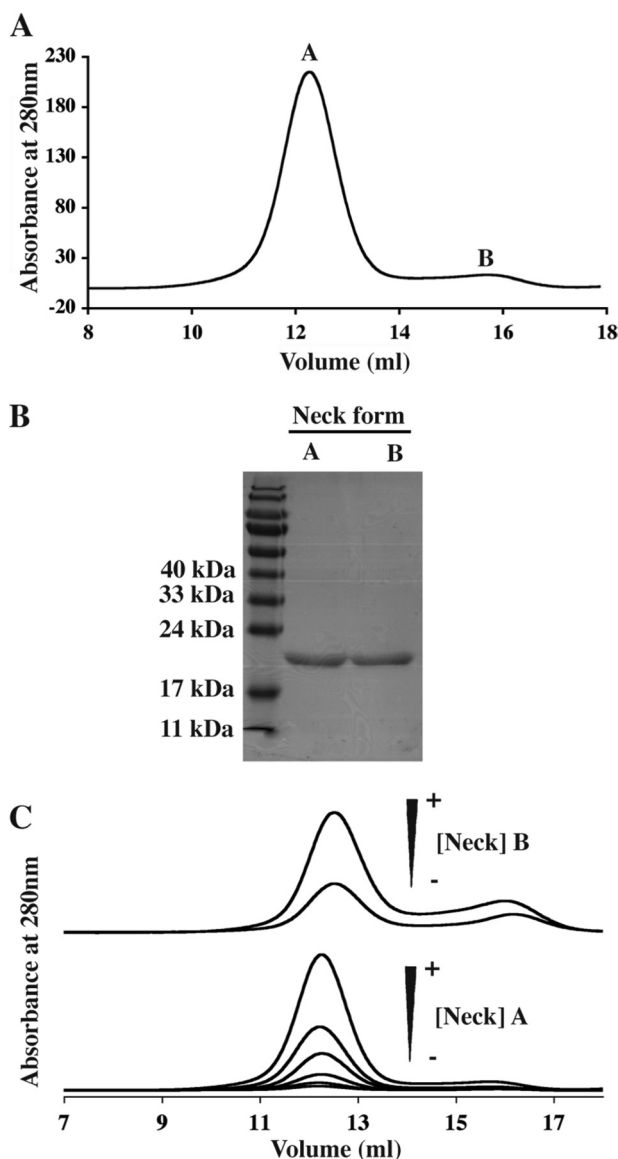 A
A
B
Absorbance at 280nm
230
180
130
80
30
-20
8 10 12 14 16 18
Volume (ml)
B
Neck form
A B
40 kDa
33 kDa
24 kDa
17 kDa
11 kDa
C
Absorbance at 280nm
+
[Neck] B
-
+
[Neck] A
-
7 9 11 13 15 17
Volume (ml)